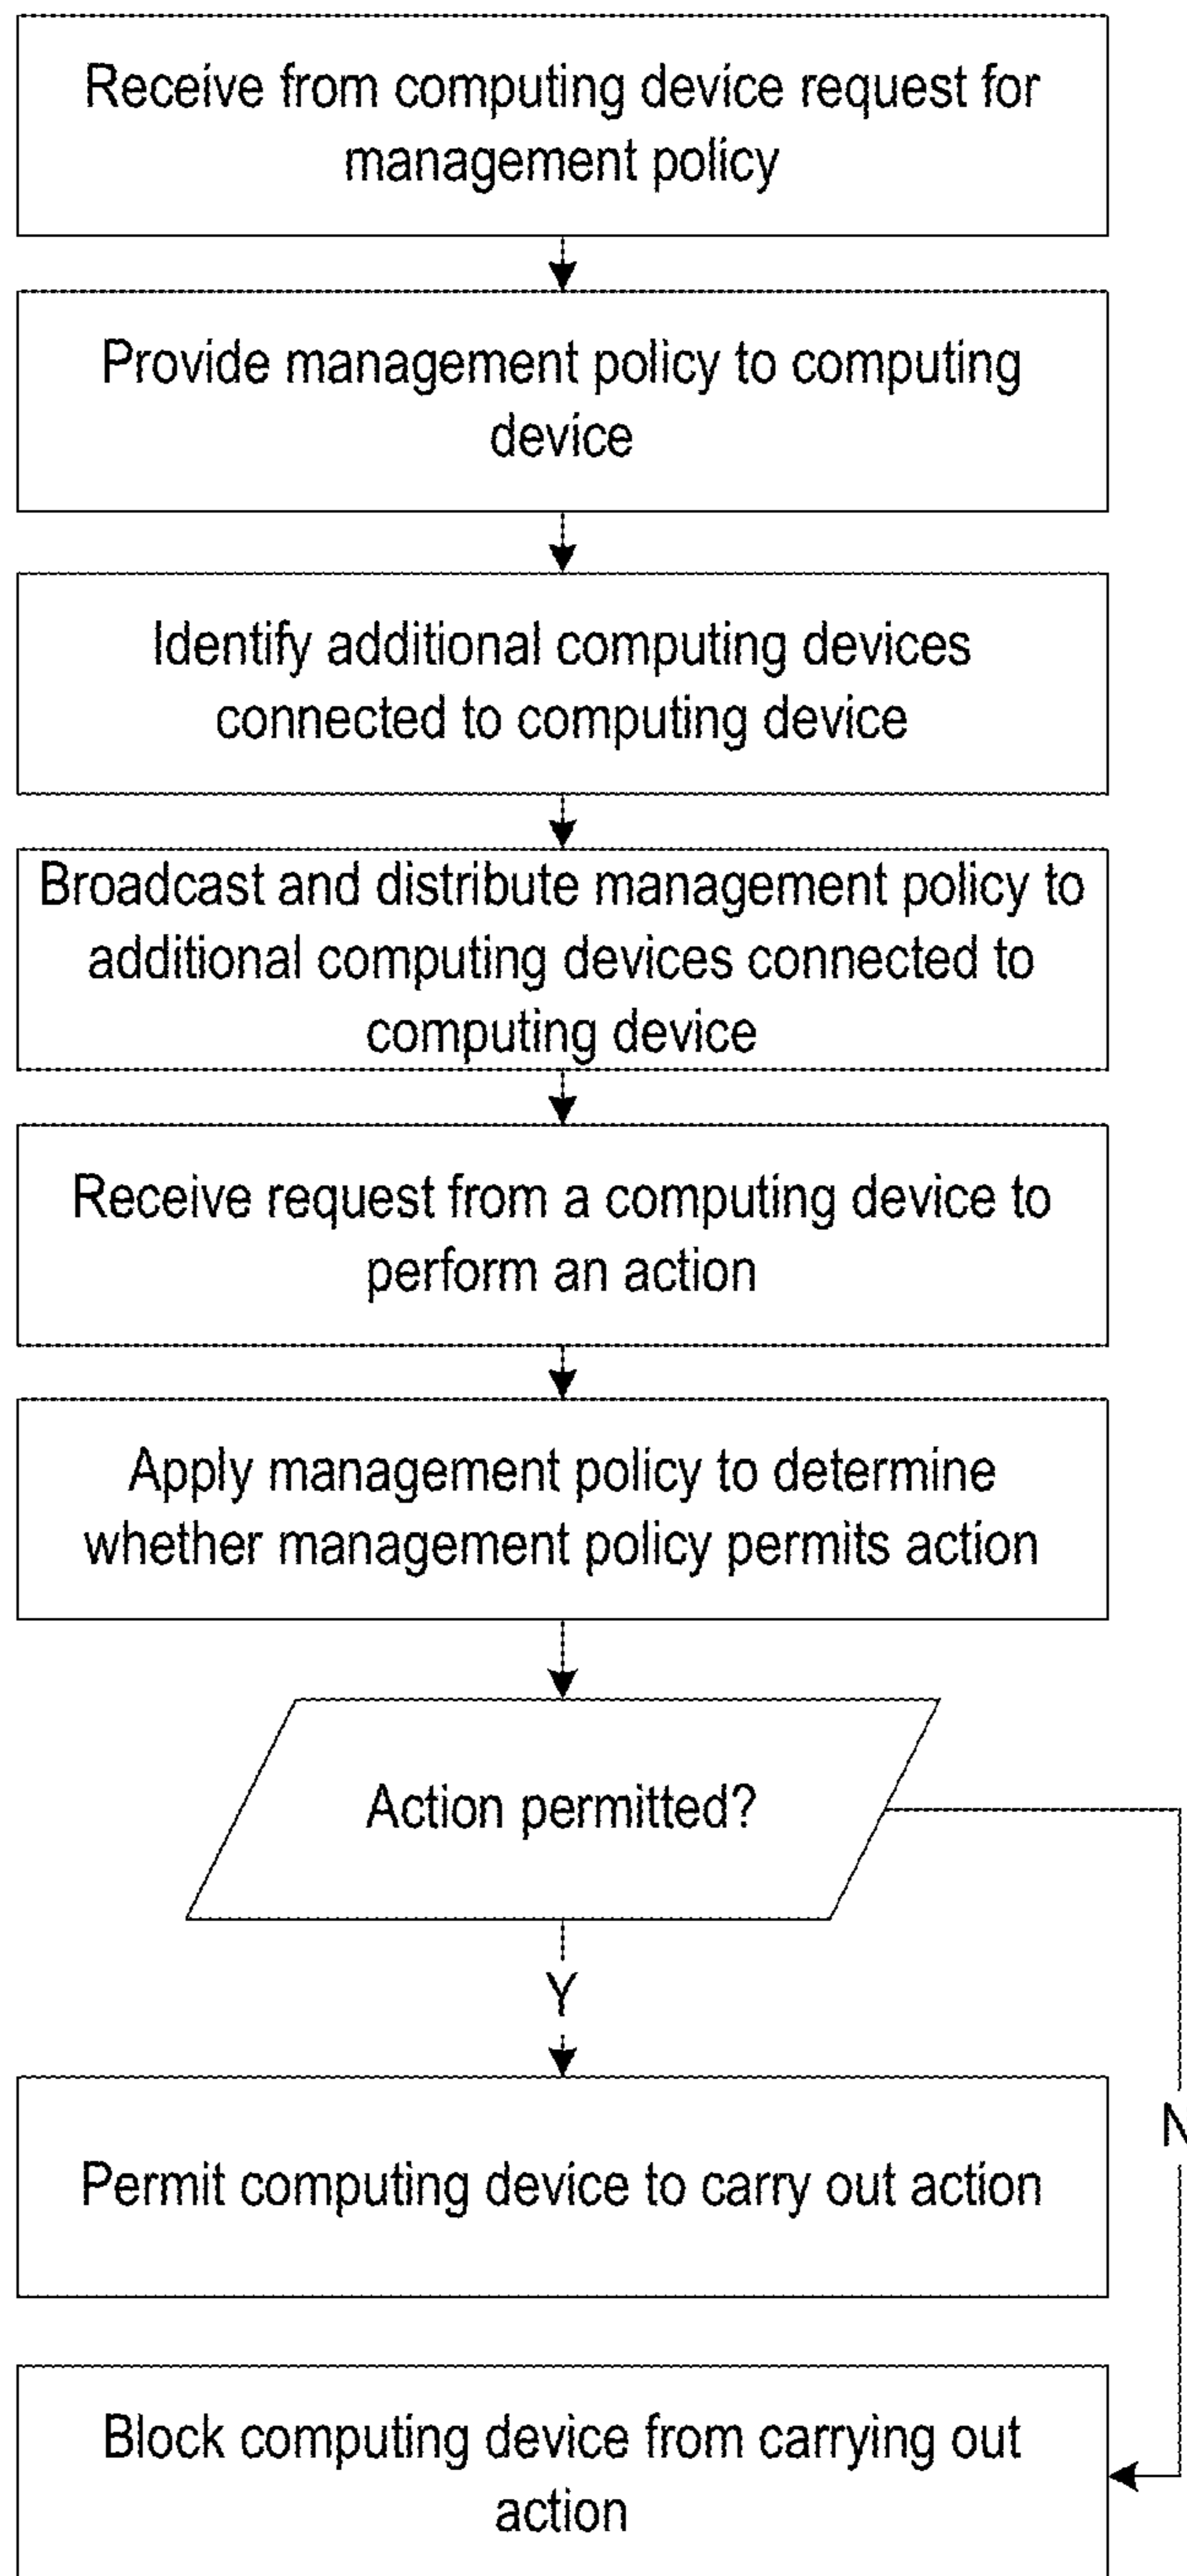 Receive from computing device request for
management policy
Provide management policy to computing
device
Identify additional computing devices
connected to computing device
Broadcast and distribute management policy to
additional computing devices connected to
computing device
Receive request from a computing device to
perform an action
Apply management policy to determine
whether management policy permits action
Action permitted?
Y
Permit computing device to carry out action
N
Block computing device from carrying out
action